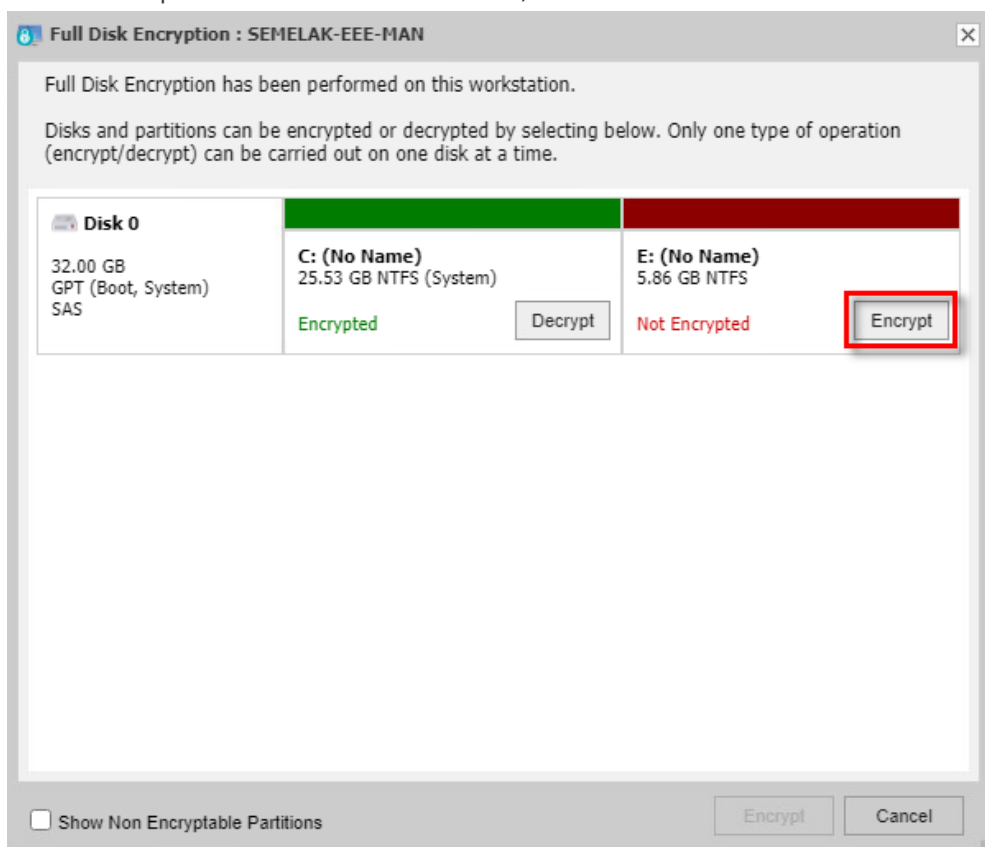 Full Disk Encryption : SEMELAK-EEE-MAN
Full Disk Encryption has been performed on this workstation.
Disks and partitions can be encrypted or decrypted by selecting below. Only one type of operation
(encrypt/decrypt) can be carried out on one disk at a time.
Disk 0
32.00 GB
GPT (Boot, System)
SAS
C: (No Name)
25.53 GB NTFS (System)
Encrypted
Decrypt
E: (No Name)
5.86 GB NTFS
Not Encrypted
Encrypt
Show Non Encryptable Partitions
Encrypt
Cancel